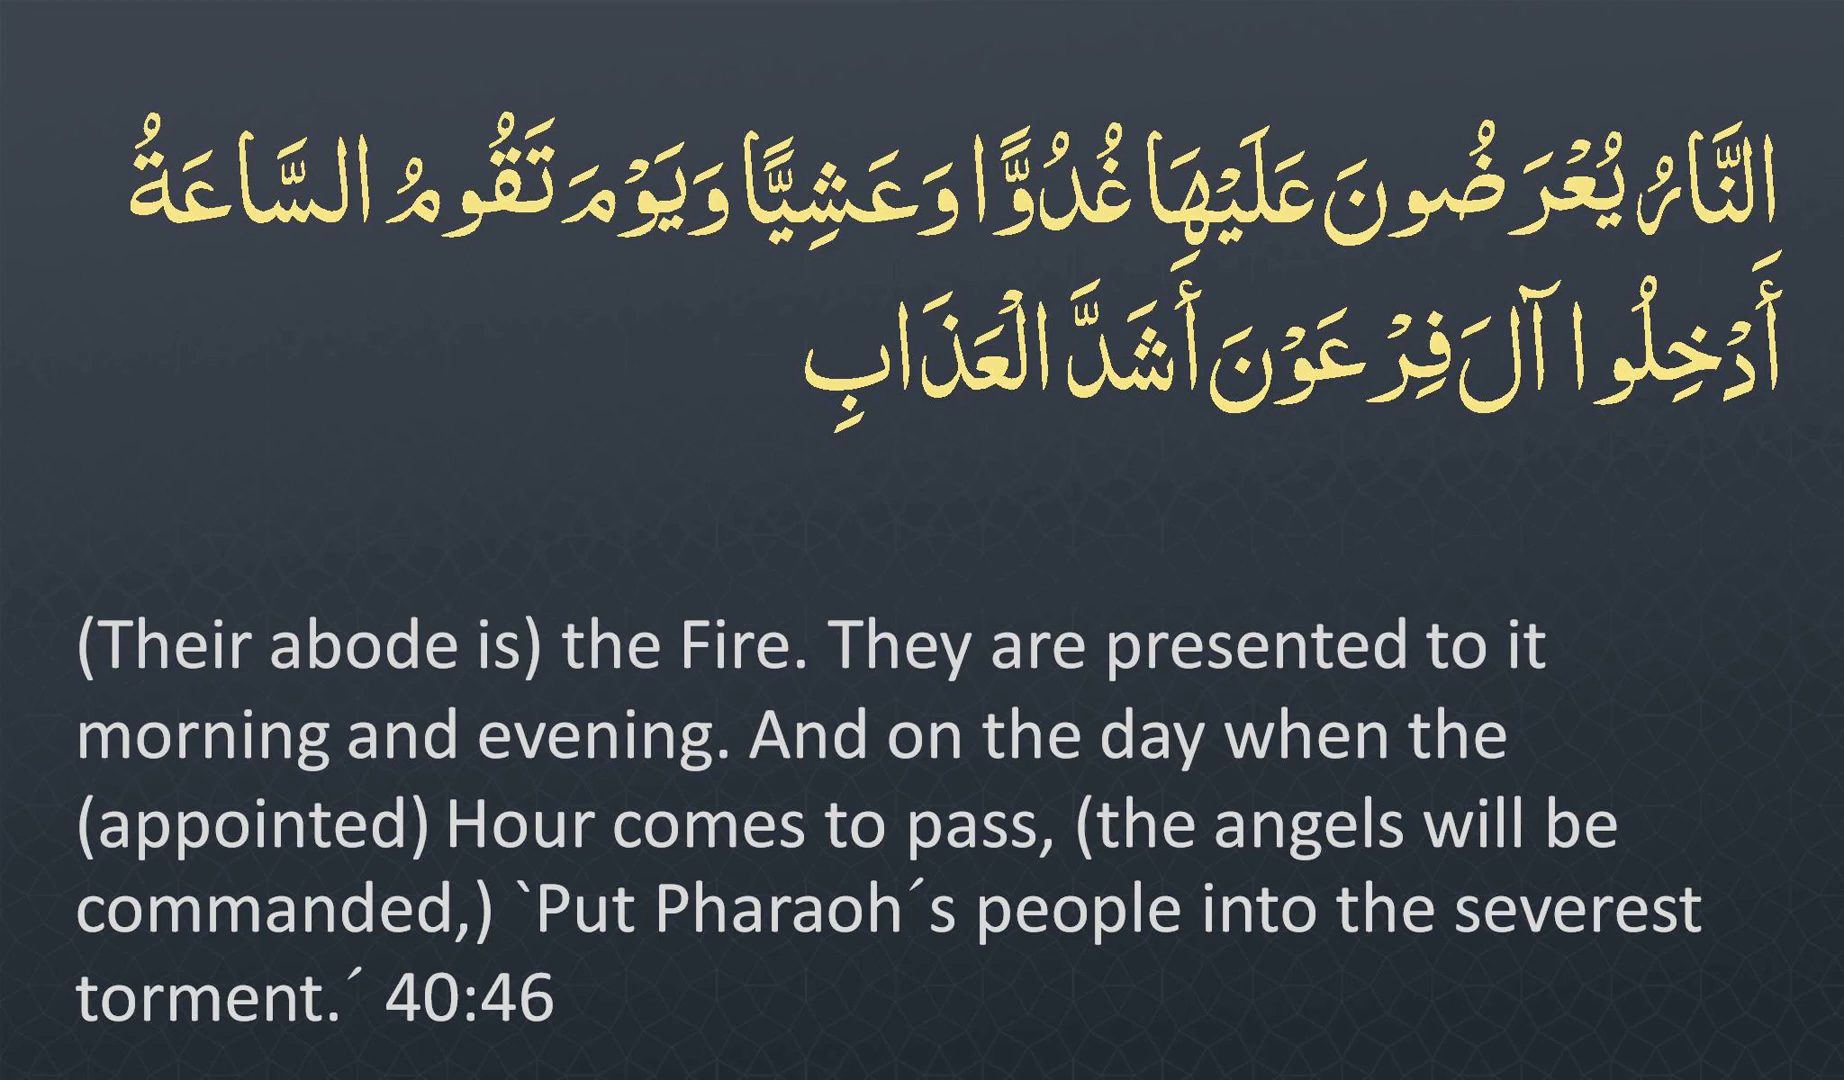 النَّارُ يُعْرَضُونَ عَلَيْهَا غُدُوًّا وَعَشِيًّا وَيَوْمَ تَقُومُ السَّاعَةُ
أَدْخِلُوا آلَ فِرْعَوْنَ أَشَدَّ الْعَذَابِ
(Their abode is) the Fire. They are presented to it
morning and evening. And on the day when the
(appointed) Hour comes to pass, (the angels will be
commanded,) `Put Pharaoh´s people into the severest
torment.´ 40:46